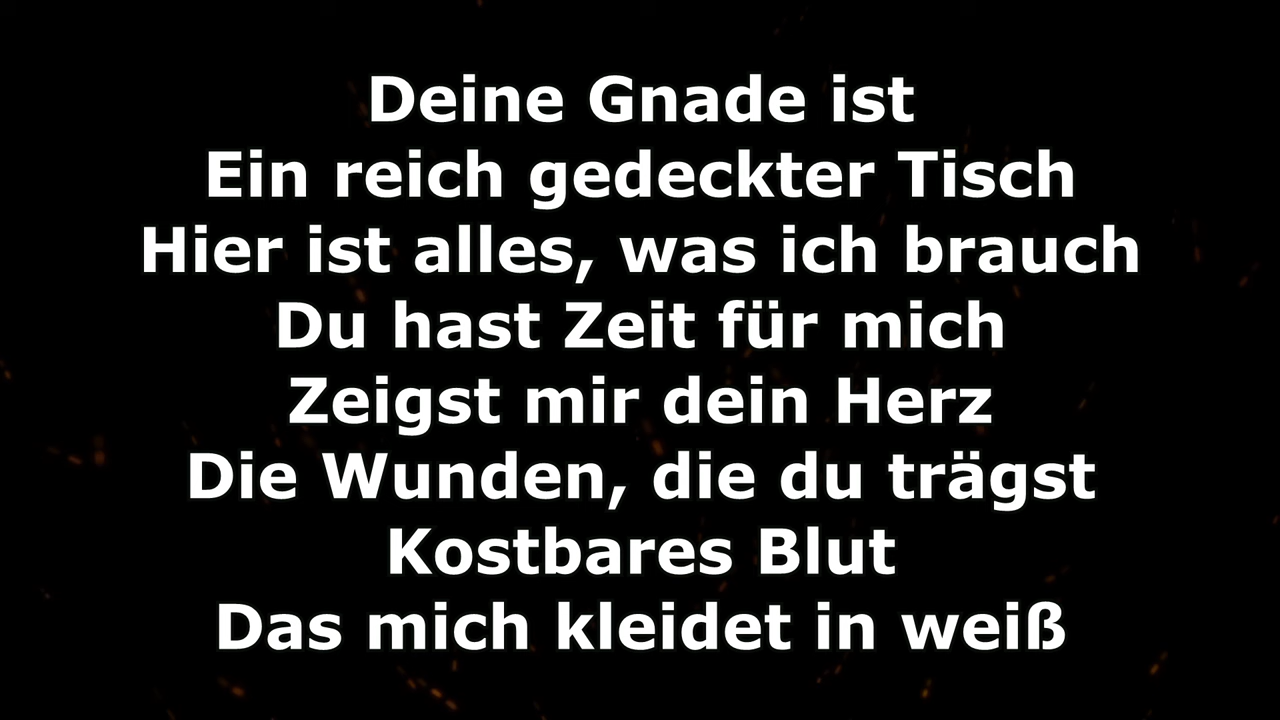 Deine Gnade ist
Ein reich gedeckter Tisch
Hier ist alles, was ich brauch
Du hast Zeit für mich
Zeigst mir dein Herz
Die Wunden, die du trägst
Kostbares Blut
Das mich kleidet in weiß